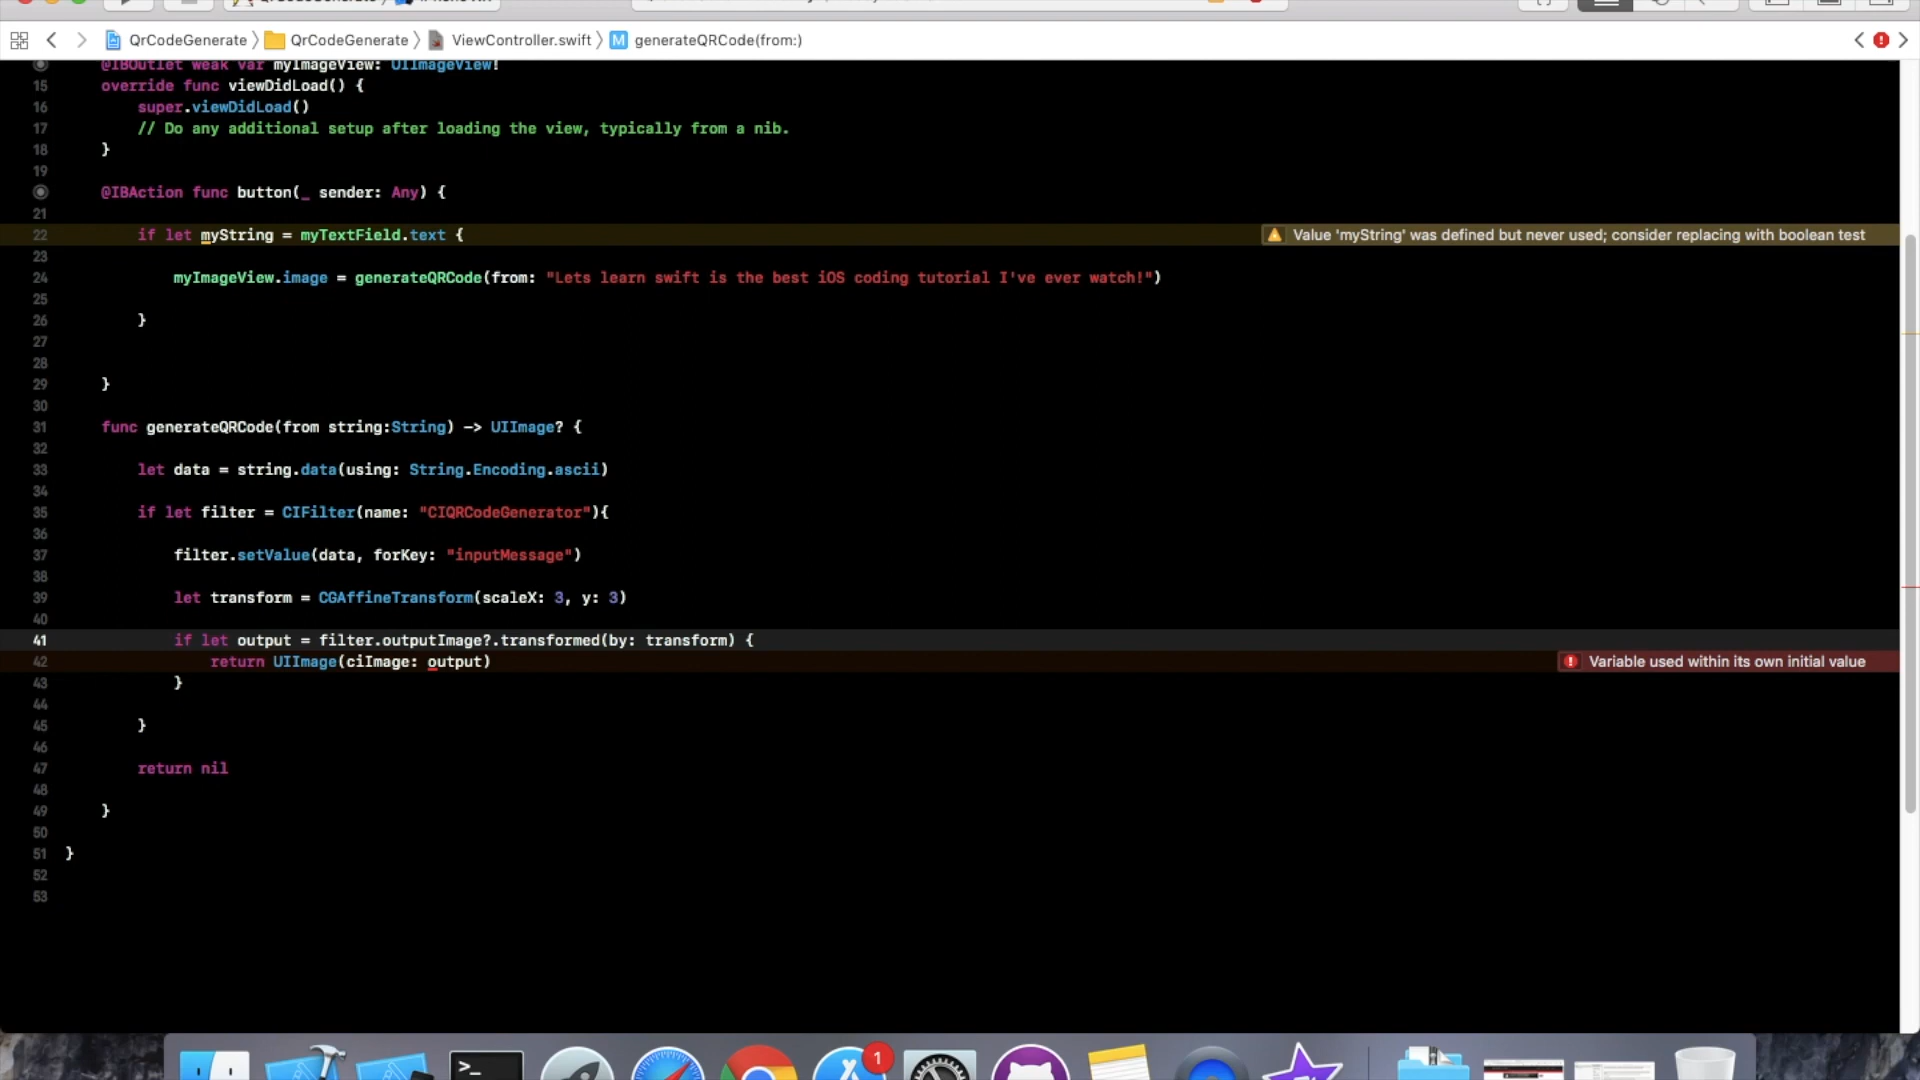 QrCodeGenerate 〉 QrCodeGenerate 〉 ViewController.swift 〉 M generateQRCode(from:)
@IBOutlet weak var myImageView: UIImageView!
15 override func viewDidLoad() {
16 super.viewDidLoad()
17 // Do any additional setup after loading the view, typically from a nib.
18 }
19
@IBAction func button(_ sender: Any) {
21
22 if let myString = myTextField.text { Value 'myString' was defined but never used; consider replacing with boolean test
23
24 myImageView.image = generateQRCode(from: "Lets learn swift is the best iOS coding tutorial I've ever watch!")
25
26 }
27
28
29 }
30
31 func generateQRCode(from string:String) -> UIImage? {
32
33 let data = string.data(using: String.Encoding.ascii)
34
35 if let filter = CIFilter(name: "CIQRCodeGenerator"){
36
37 filter.setValue(data, forKey: "inputMessage")
38
39 let transform = CGAffineTransform(scaleX: 3, y: 3)
40
41 if let output = filter.outputImage?.transformed(by: transform) {
42 return UIImage(ciImage: output) Variable used within its own initial value
43 }
44
45 }
46
47 return nil
48
49 }
50
51 }
52
53
>_
1